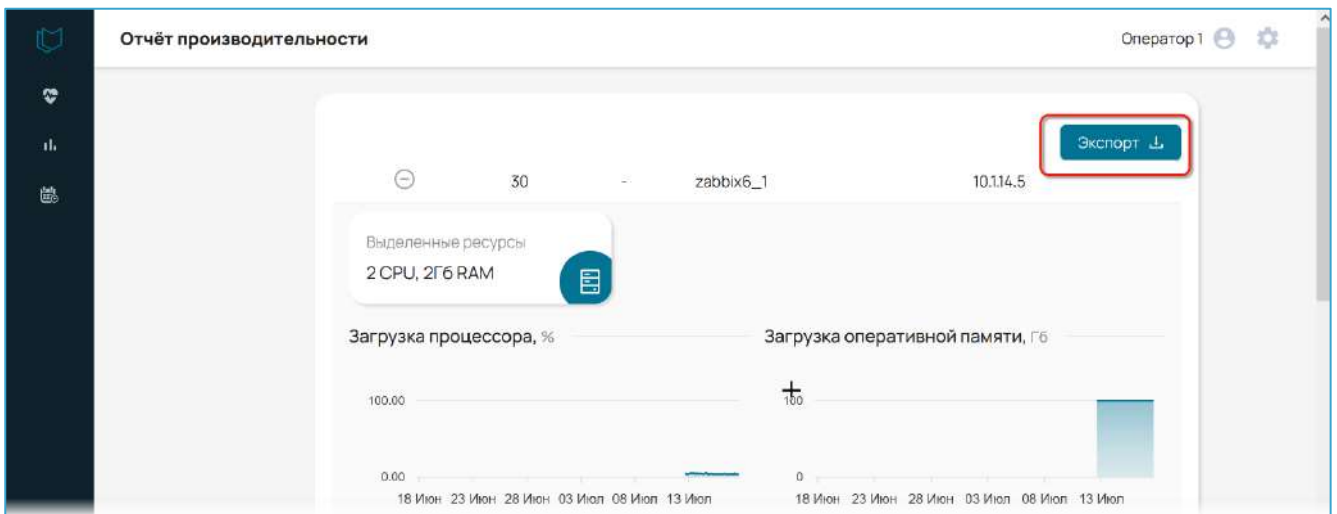 Отчёт производительности
Оператор 1
Экспорт
30 - zabbix6_1 10.1.14.5
Выделенные ресурсы
2 CPU, 2Гб RAM
Загрузка процессора, %
Загрузка оперативной памяти, Гб
100.00
0.00
18 Июн 23 Июн 28 Июн 03 Июл 08 Июл 13 Июл
100
0
18 Июн 23 Июн 28 Июн 03 Июл 08 Июл 13 Июл